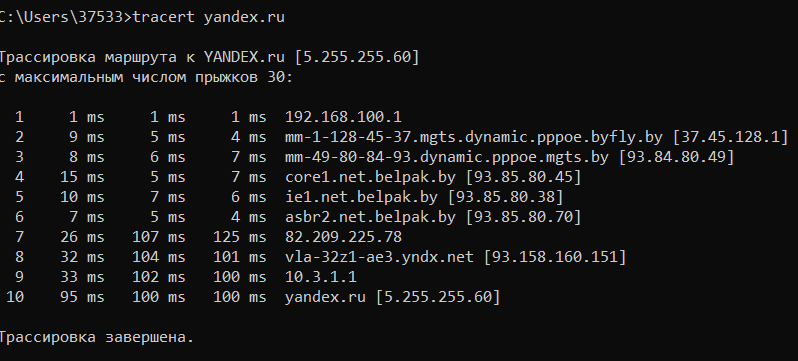 C:\Users\37533>tracert yandex.ru
Трассировка маршрута к YANDEX.ru [5.255.255.60]
с максимальным числом прыжков 30:
1 1 ms 1 ms 1 ms 192.168.100.1
2 9 ms 5 ms 4 ms mm-1-128-45-37.mgts.dynamic.pppoe.byfly.by [37.45.128.1]
3 8 ms 6 ms 7 ms mm-49-80-84-93.dynamic.pppoe.mgts.by [93.84.80.49]
4 15 ms 5 ms 7 ms core1.net.belpak.by [93.85.80.45]
5 10 ms 7 ms 6 ms ie1.net.belpak.by [93.85.80.38]
6 7 ms 5 ms 4 ms asbr2.net.belpak.by [93.85.80.70]
7 26 ms 107 ms 125 ms 82.209.225.78
8 32 ms 104 ms 101 ms vla-32z1-ae3.yndx.net [93.158.160.151]
9 33 ms 102 ms 100 ms 10.3.1.1
10 95 ms 100 ms 100 ms yandex.ru [5.255.255.60]
Трассировка завершена.